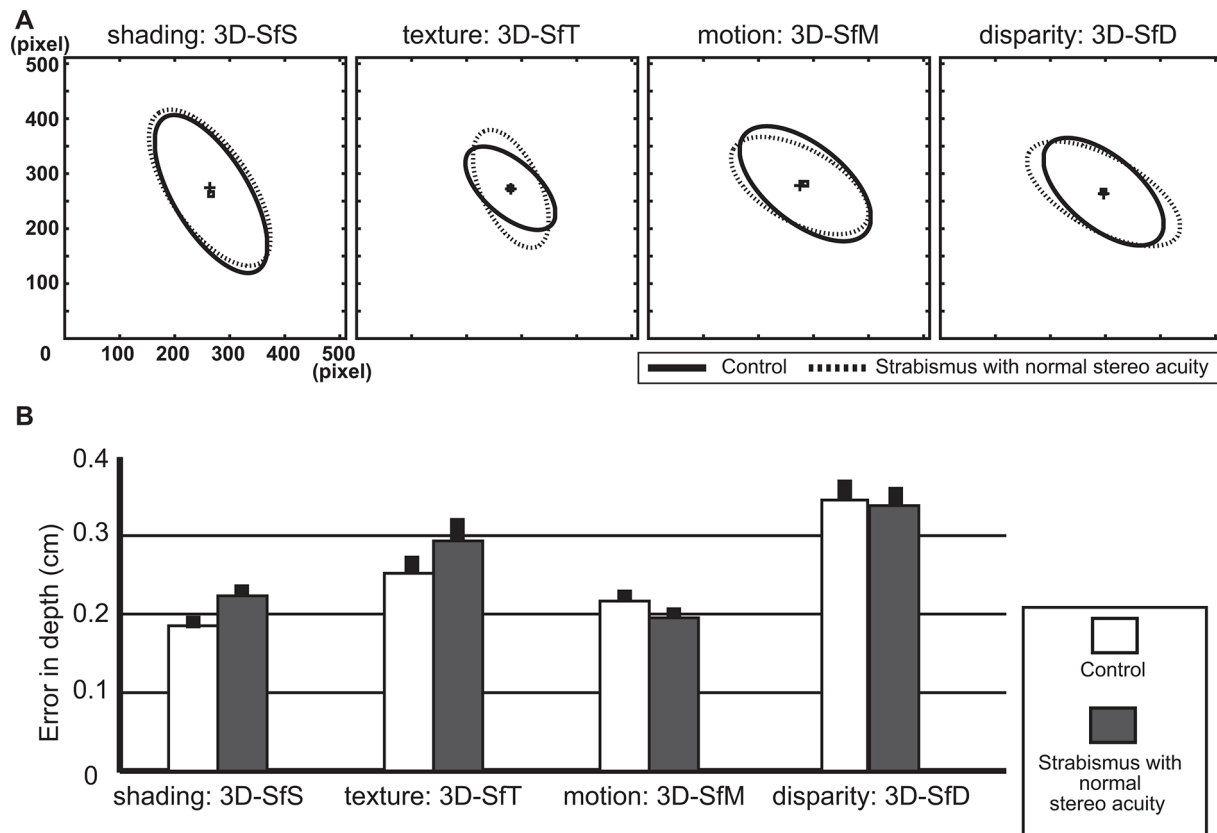 A
(pixel)
shading: 3D-SfS
texture: 3D-SfT
motion: 3D-SfM
disparity: 3D-SfD
500
400
300
200
100
0
100 200 300 400 500
(pixel)
Control
Strabismus with normal stereo acuity
B
Error in depth (cm)
0.4
0.3
0.2
0.1
0
shading: 3D-SfS
texture: 3D-SfT
motion: 3D-SfM
disparity: 3D-SfD
Control
Strabismus with
normal
stereo acuity